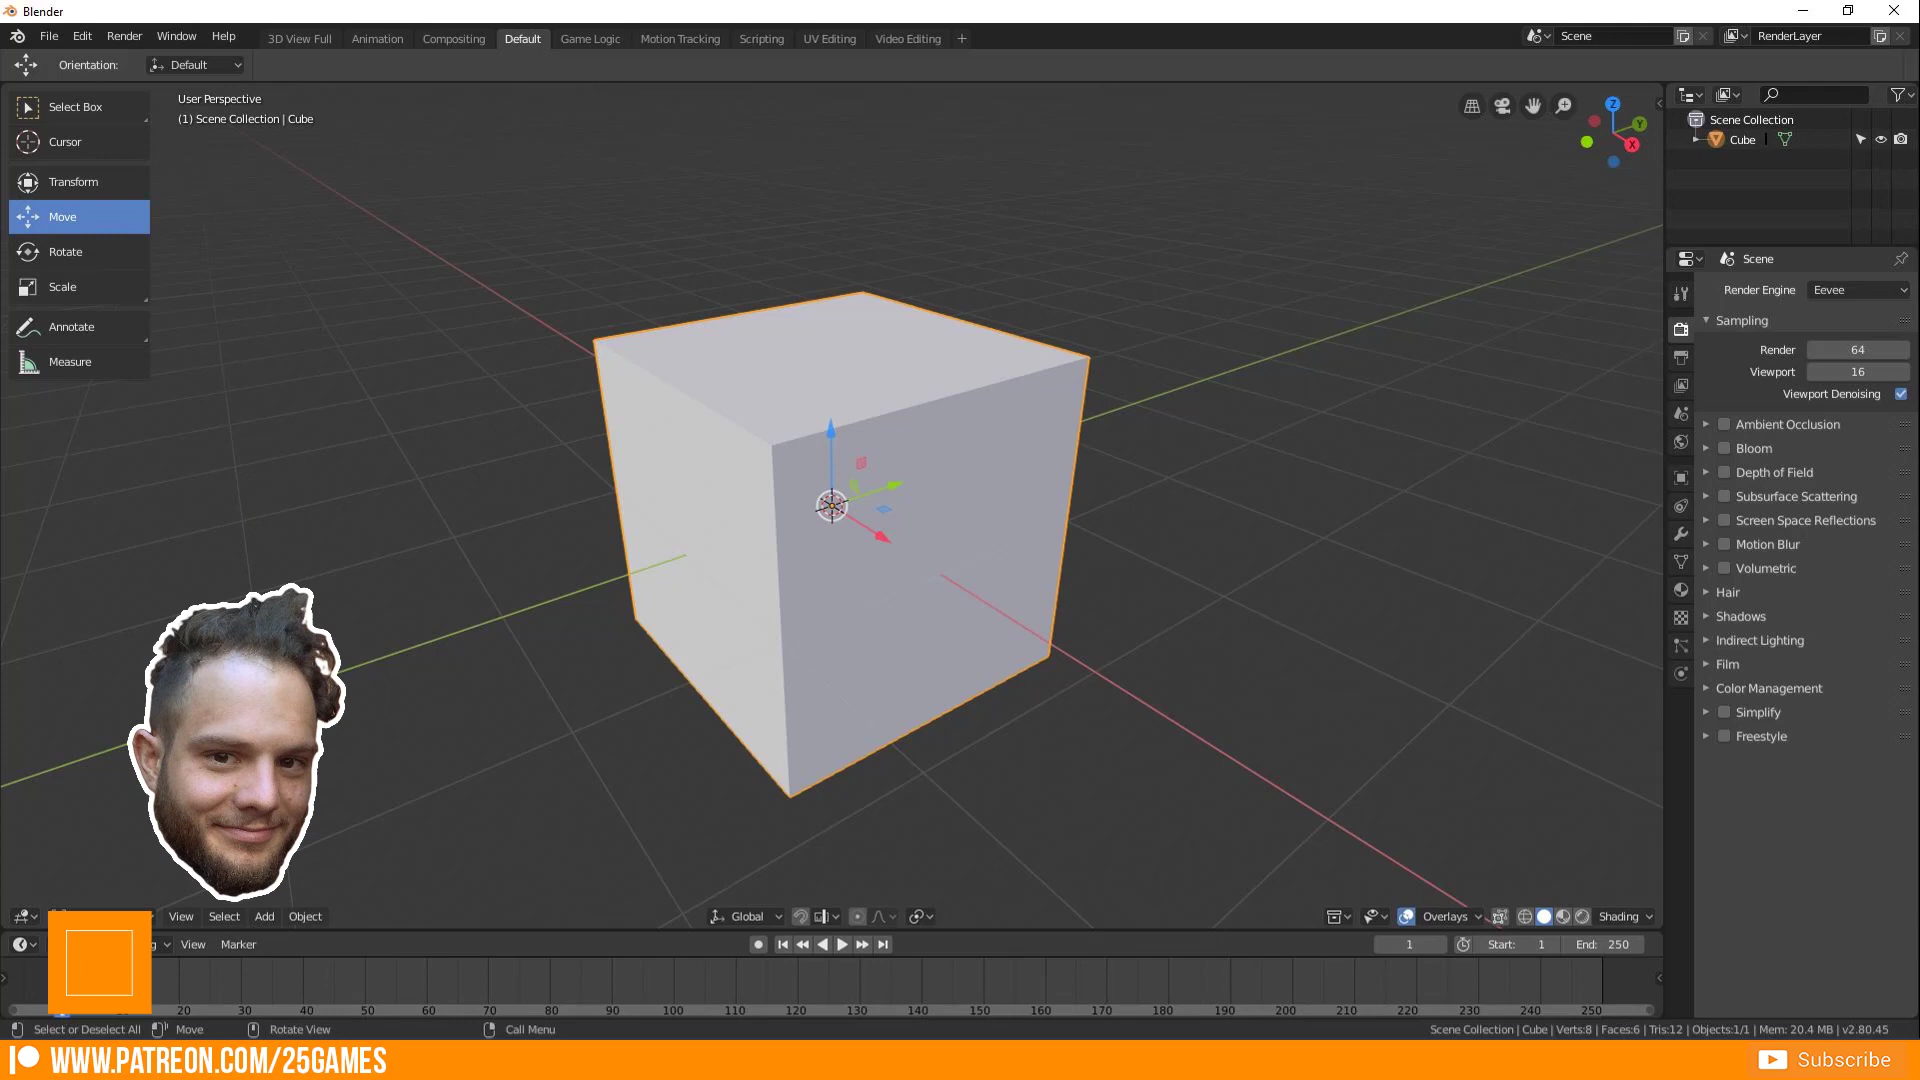 Blender
File Edit Render Window Help
3D View Full Animation Compositing Default Game Logic Motion Tracking Scripting UV Editing Video Editing +
Scene
RenderLayer
Orientation: Default
Select Box
Cursor
Transform
Move
Rotate
Scale
Annotate
Measure
User Perspective
(1) Scene Collection | Cube
Z
Y
X
Scene Collection
Cube
Scene
Render Engine Eevee
Sampling
Render 64
Viewport 16
Viewport Denoising
Ambient Occlusion
Bloom
Depth of Field
Subsurface Scattering
Screen Space Reflections
Motion Blur
Volumetric
Hair
Shadows
Indirect Lighting
Film
Color Management
Simplify
Freestyle
View Select Add Object
Global
Overlays
Shading
View Marker
1
Start: 1
End: 250
20 30 40 50 60 70 80 90 100 110 120 130 140 150 160 170 180 190 200 210 220 230 240 250
Select or Deselect All Move Rotate View Call Menu
Scene Collection | Cube | Verts:8 | Faces:6 | Tris:12 | Objects:1/1 | Mem: 20.4 MB | v2.80.45
WWW.PATREON.COM/25GAMES
Subscribe